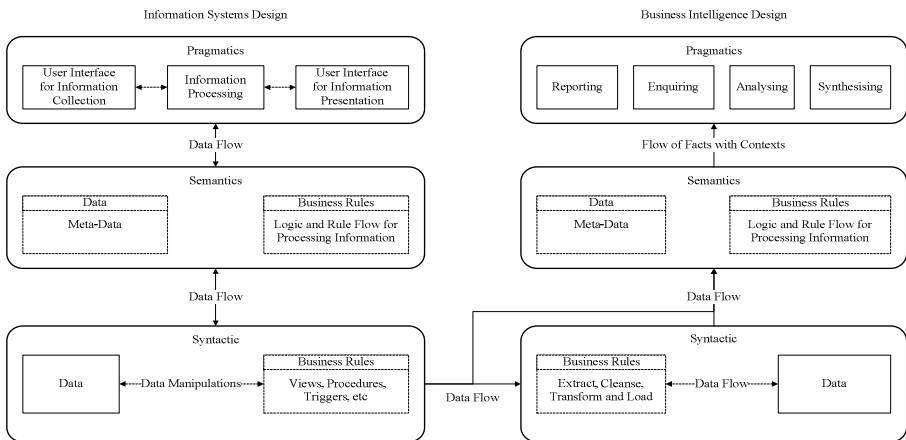 Information Systems Design
Pragmatics
User Interface
for Information
Collection
Information
Processing
User Interface
for Information
Presentation
Data Flow
Semantics
Data
Meta-Data
Business Rules
Logic and Rule Flow for
Processing Information
Data Flow
Syntactic
Data
Data Manipulations
Business Rules
Views, Procedures,
Triggers, etc
Data Flow
Business Intelligence Design
Pragmatics
Reporting
Enquiring
Analysing
Synthesising
Flow of Facts with Contexts
Semantics
Data
Meta-Data
Business Rules
Logic and Rule Flow for
Processing Information
Data Flow
Syntactic
Business Rules
Extract, Cleanse,
Transform and Load
Data Flow
Data